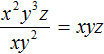 x²y³z / xy² = xyz